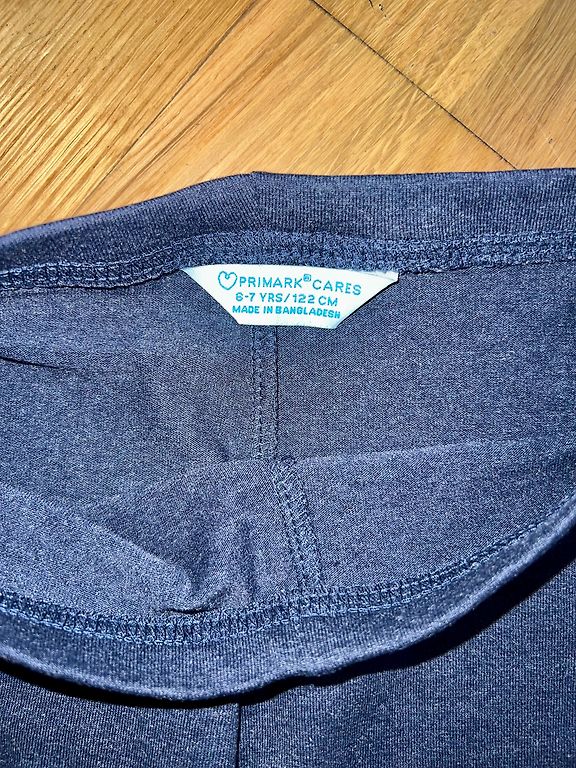 PRIMARK® CARES
6-7 YRS/122 CM
MADE IN BANGLADESH